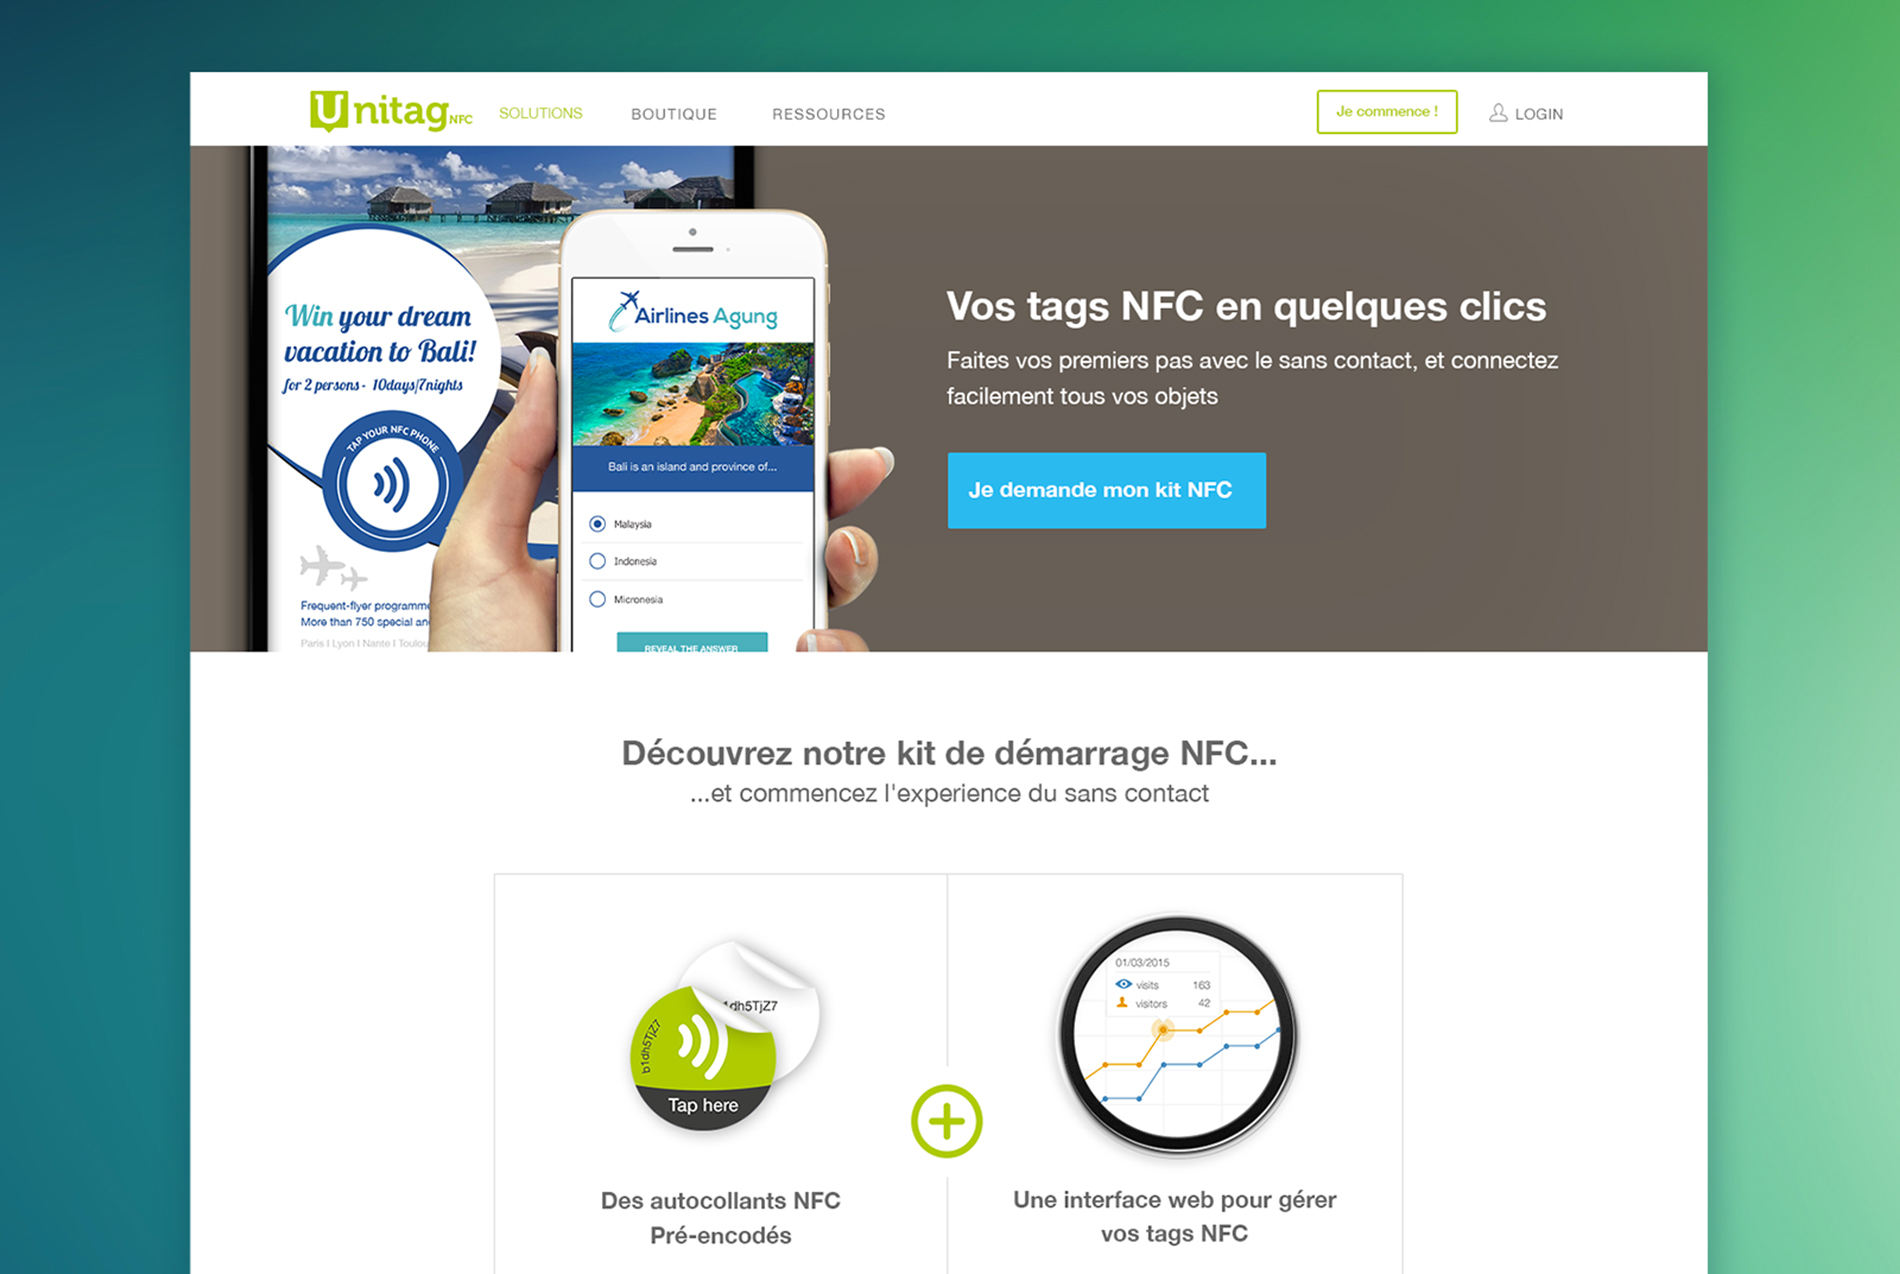 Unitag NFC
SOLUTIONS
BOUTIQUE
RESSOURCES
Je commence !
LOGIN
Win your dream
vacation to Bali!
for 2 persons - 10days/7nights
TAP YOUR NFC PHONE
Frequent-flyer programme
More than 750 special an
Paris I Lyon I Nante I Toulou
Airlines Agung
Bali is an island and province of...
Malaysia
Indonesia
Micronesia
REVEAL THE ANSWER
Vos tags NFC en quelques clics
Faites vos premiers pas avec le sans contact, et connectez
facilement tous vos objets
Je demande mon kit NFC
Découvrez notre kit de démarrage NFC...
...et commencez l'experience du sans contact
1dh5TjZ7
b1dh5TjZ7
Tap here
Des autocollants NFC
Pré-encodés
01/03/2015
visits 163
visitors 42
Une interface web pour gérer
vos tags NFC